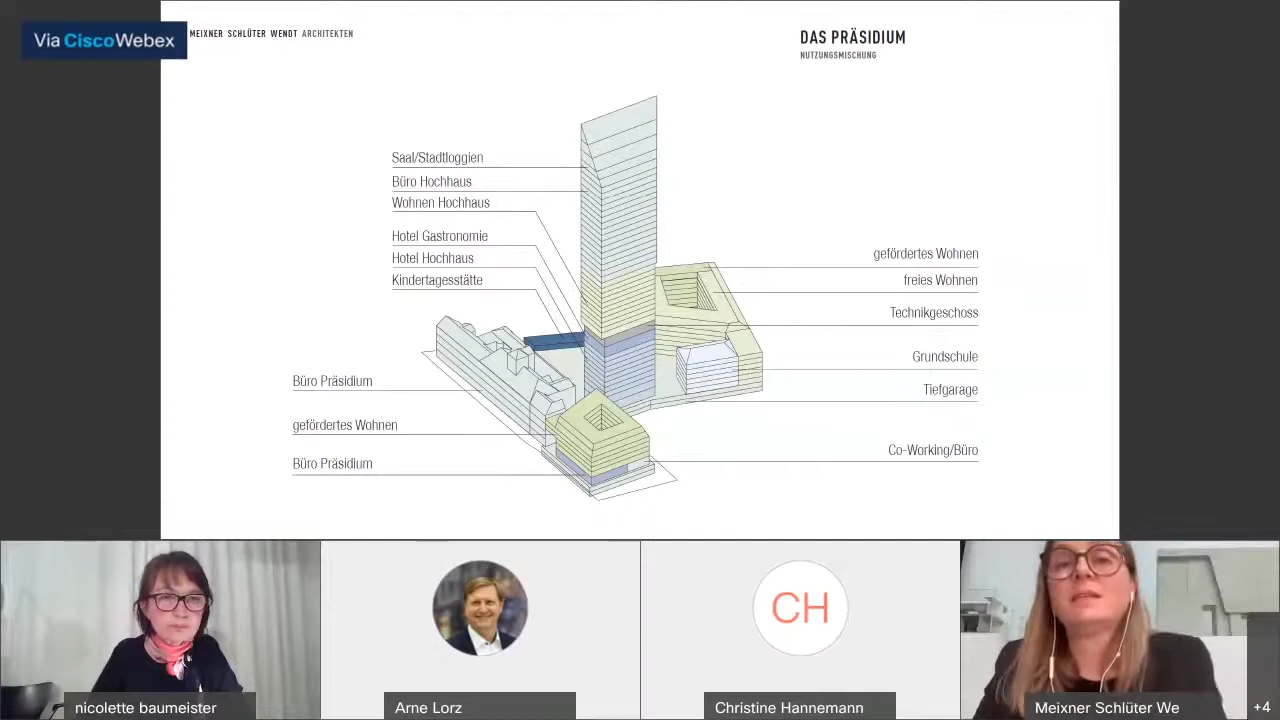 Via Cisco Webex
MEIXNER SCHLÜTER WENDT ARCHITEKTEN
DAS PRÄSIDIUM
NUTZUNGSMISCHUNG
Saal/Stadtloggien
Büro Hochhaus
Wohnen Hochhaus
Hotel Gastronomie
Hotel Hochhaus
Kindertagesstätte
gefördertes Wohnen
freies Wohnen
Technikgeschoss
Grundschule
Tiefgarage
Co-Working/Büro
Büro Präsidium
gefördertes Wohnen
Büro Präsidium
nicolette baumeister
Arne Lorz
CH
Christine Hannemann
Meixner Schlüter We
+4